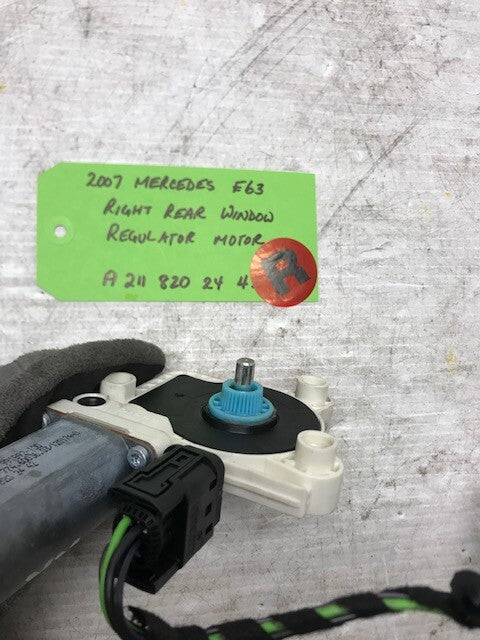 2007 MERCEDES E63
RIGHT REAR WINDOW
REGULATOR MOTOR
A 211 820 24 4
R